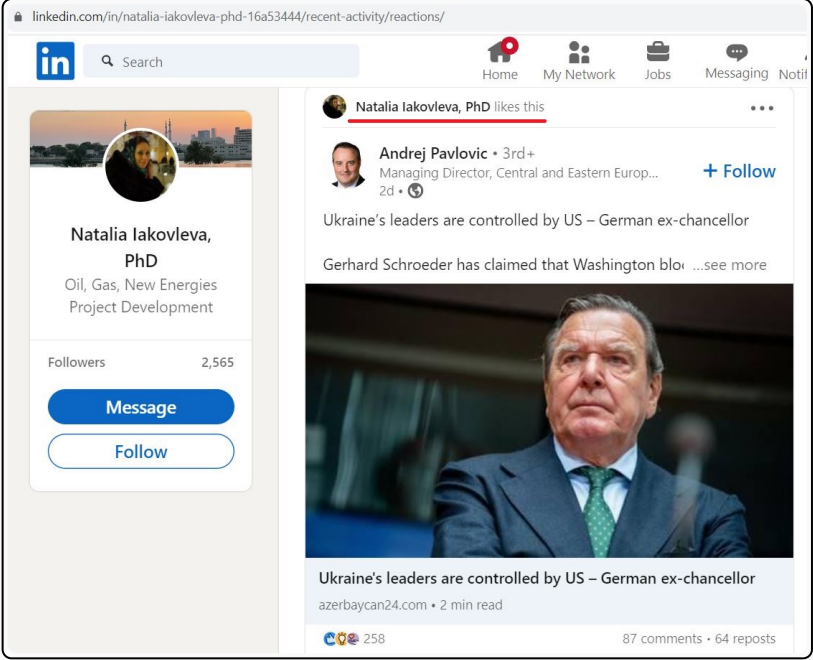 linkedin.com/in/natalia-iakovleva-phd-16a53444/recent-activity/reactions/
in
Search
Home
My Network
Jobs
Messaging
Notif
Natalia Iakovleva,
PhD
Oil, Gas, New Energies
Project Development
Followers 2,565
Message
Follow
Natalia Iakovleva, PhD likes this
Andrej Pavlovic • 3rd+
Managing Director, Central and Eastern Europ...
2d •
+ Follow
Ukraine's leaders are controlled by US – German ex-chancellor
Gerhard Schroeder has claimed that Washington bloc ...see more
Ukraine's leaders are controlled by US – German ex-chancellor
azerbaycan24.com • 2 min read
258
87 comments • 64 reposts